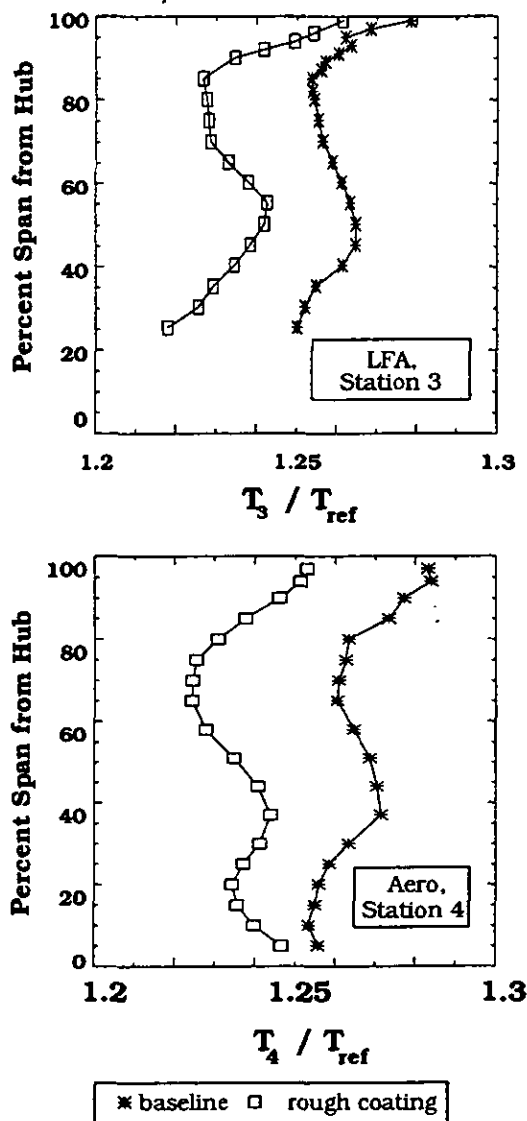 100
80
60
40
20
0
Percent Span from Hub
LFA,
Station 3
1.2 1.25 1.3
T3 / Tref
100
80
60
40
20
0
Percent Span from Hub
Aero,
Station 4
1.2 1.25 1.3
T4 / Tref
baseline rough coating